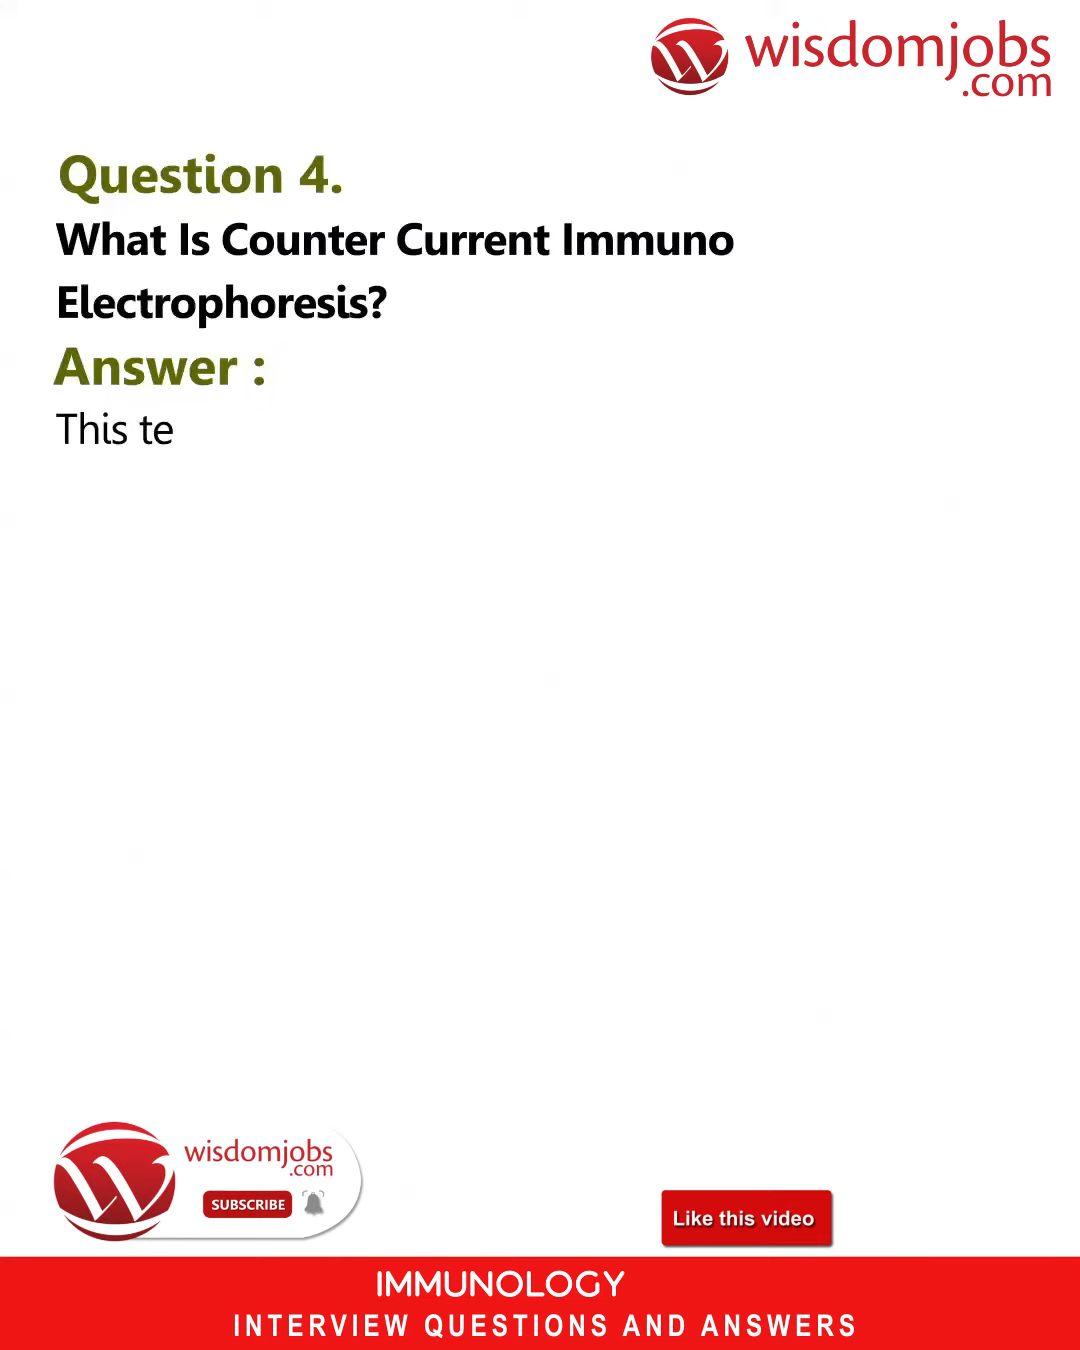 wisdomjobs
.com
Question 4.
What Is Counter Current Immuno
Electrophoresis?
Answer :
This te
wisdomjobs
.com
SUBSCRIBE
Like this video
IMMUNOLOGY
INTERVIEW QUESTIONS AND ANSWERS